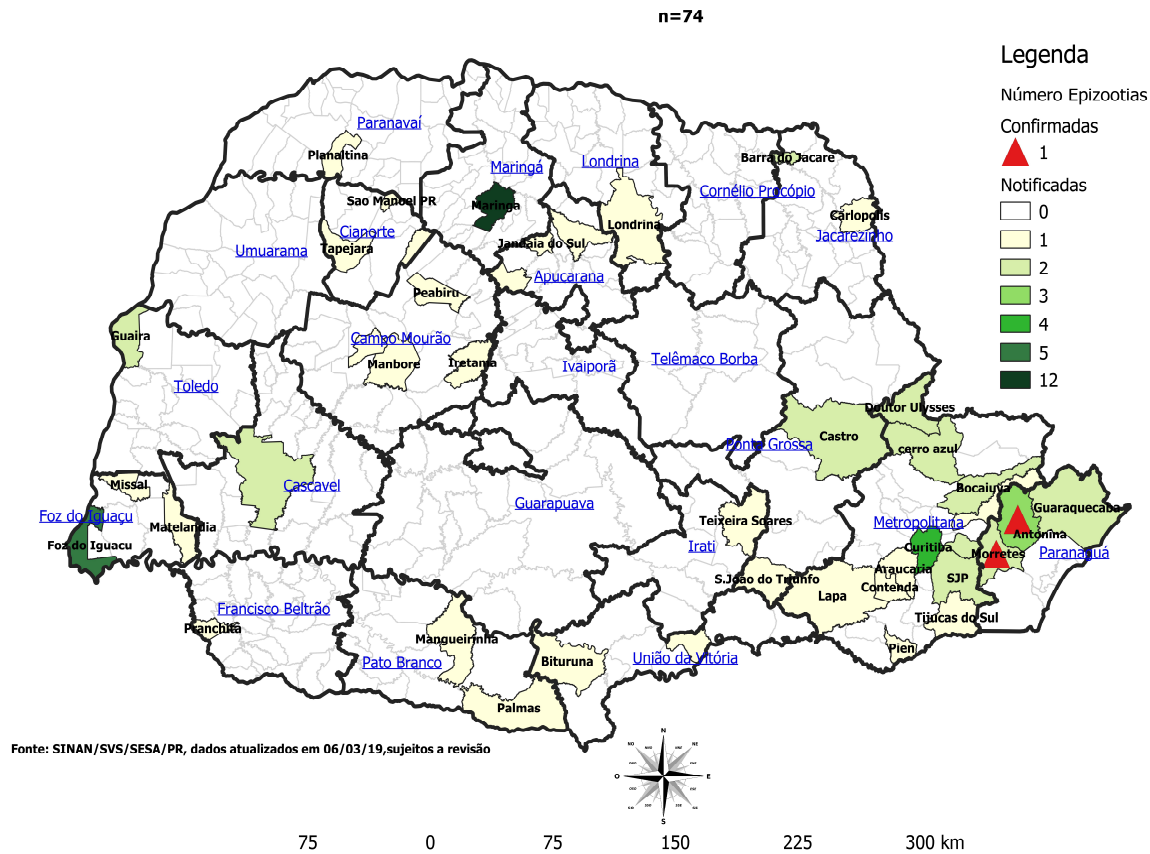 n=74
Legenda
Número Epizootias
Confirmadas
1
Notificadas
0
1
2
3
4
5
12
Paranavaí
Planaltina
Maringá
Londrina
Barra do Jacare
Cornélio Procópio
Sao Manoel PR
Maringa
Londrina
Carlopolis
Jacarezinho
Umuarama
Cianorte
Tapejara
Jandaia do Sul
Apucarana
Peabiru
Guaira
Campo Mourão
Manbore
Iretama
Ivaiporã
Telêmaco Borba
Toledo
Doutor Ulysses
Castro
Ponta Grossa
cerro azul
Cascavel
Missal
Bocaiuva
Guaraquecaba
Guarapuava
Foz do Iguaçu
Matelandia
Teixeira Soares
Metropolitana
Antonina
Foz do Iguacu
Irati
Curitiba
Morretes
Paranaguá
Araucaria
S.Joao do Triunfo
Contenda
SJP
Lapa
Francisco Beltrão
Pranchita
Tijucas do Sul
Mangueirinha
Pien
Pato Branco
Bituruna
União da Vitória
Palmas
Fonte: SINAN/SVS/SESA/PR, dados atualizados em 06/03/19,sujeitos a revisão
N
NO
NE
O
E
SO
SE
S
75 0 75 150 225 300 km